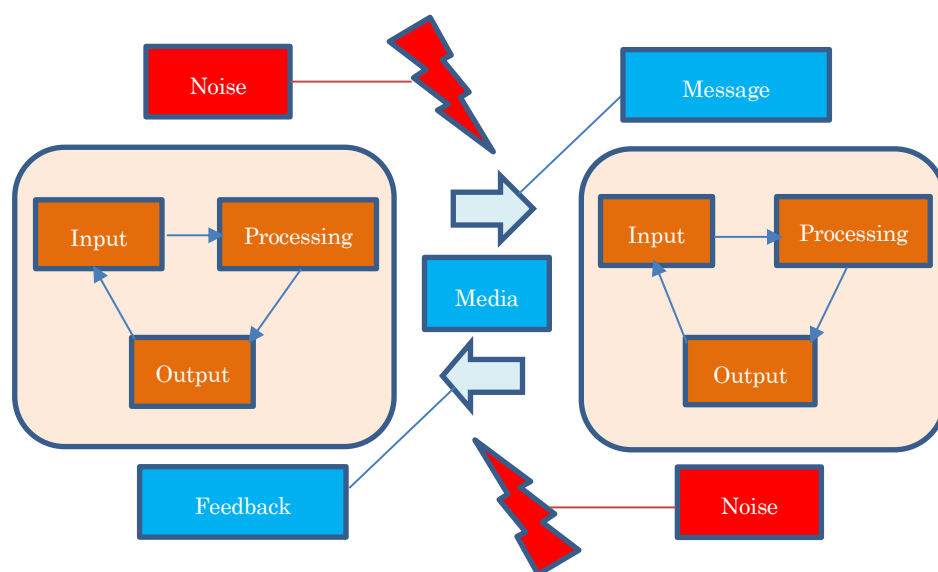 Noise
Message
Input
Processing
Output
Media
Input
Processing
Output
Feedback
Noise